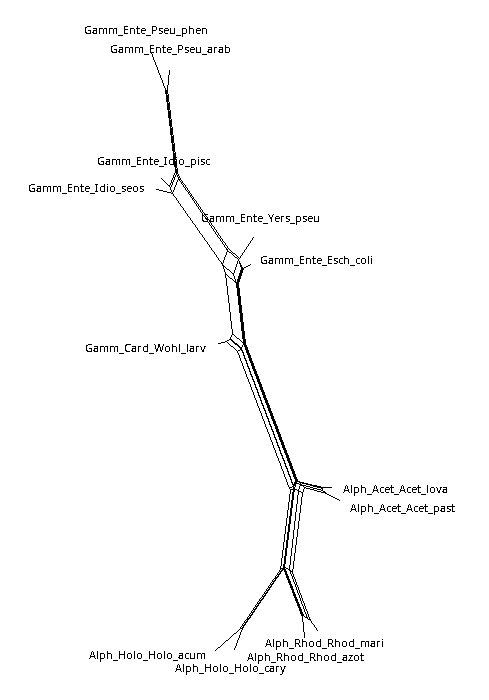 Gamm_Ente_Pseu_phen
Gamm_Ente_Pseu_arab
Gamm_Ente_Idio_pisc
Gamm_Ente_Idio_seos
Gamm_Ente_Yers_pseu
Gamm_Ente_Esch_coli
Gamm_Card_Wohl_larv
Alph_Acet_Acet_lova
Alph_Acet_Acet_past
Alph_Rhod_Rhod_mari
Alph_Holo_Holo_acum
Alph_Rhod_Rhod_azot
Alph_Holo_Holo_cary